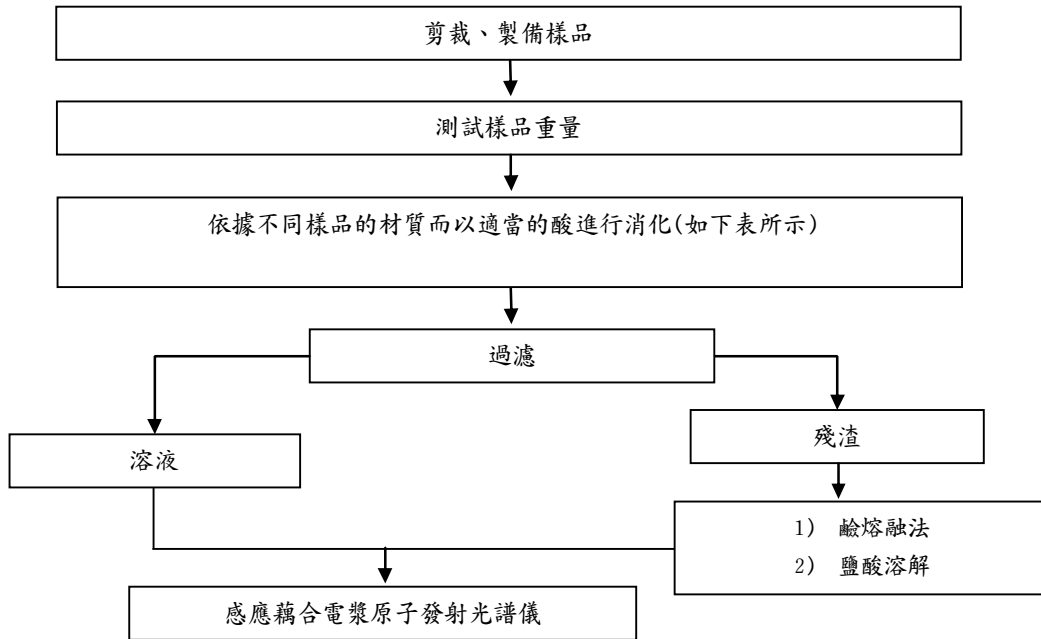 剪裁、製備樣品
測試樣品重量
依據不同樣品的材質而以適當的酸進行消化(如下表所示)
過濾
溶液
殘渣
1) 鹼熔融法
2) 鹽酸溶解
感應藕合電漿原子發射光譜儀